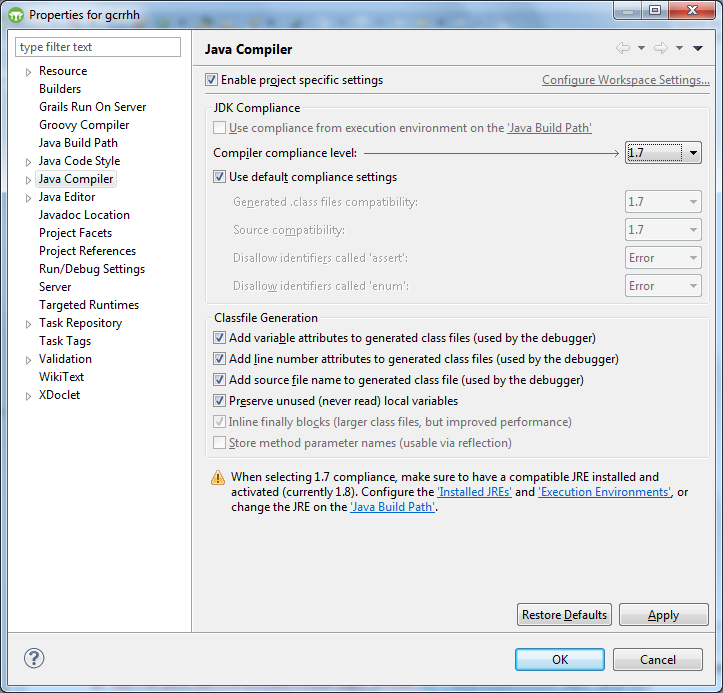 Properties for gcrrhh
type filter text
Resource
Builders
Grails Run On Server
Groovy Compiler
Java Build Path
Java Code Style
Java Compiler
Java Editor
Javadoc Location
Project Facets
Project References
Run/Debug Settings
Server
Targeted Runtimes
Task Repository
Task Tags
Validation
WikiText
XDoclet
Java Compiler
Enable project specific settings
Configure Workspace Settings...
JDK Compliance
Use compliance from execution environment on the 'Java Build Path'
Compiler compliance level: 1.7
Use default compliance settings
Generated .class files compatibility: 1.7
Source compatibility: 1.7
Disallow identifiers called 'assert': Error
Disallow identifiers called 'enum': Error
Classfile Generation
Add variable attributes to generated class files (used by the debugger)
Add line number attributes to generated class files (used by the debugger)
Add source file name to generated class file (used by the debugger)
Preserve unused (never read) local variables
Inline finally blocks (larger class files, but improved performance)
Store method parameter names (usable via reflection)
When selecting 1.7 compliance, make sure to have a compatible JRE installed and
activated (currently 1.8). Configure the 'Installed JREs' and 'Execution Environments', or
change the JRE on the 'Java Build Path'.
Restore Defaults
Apply
?
OK
Cancel